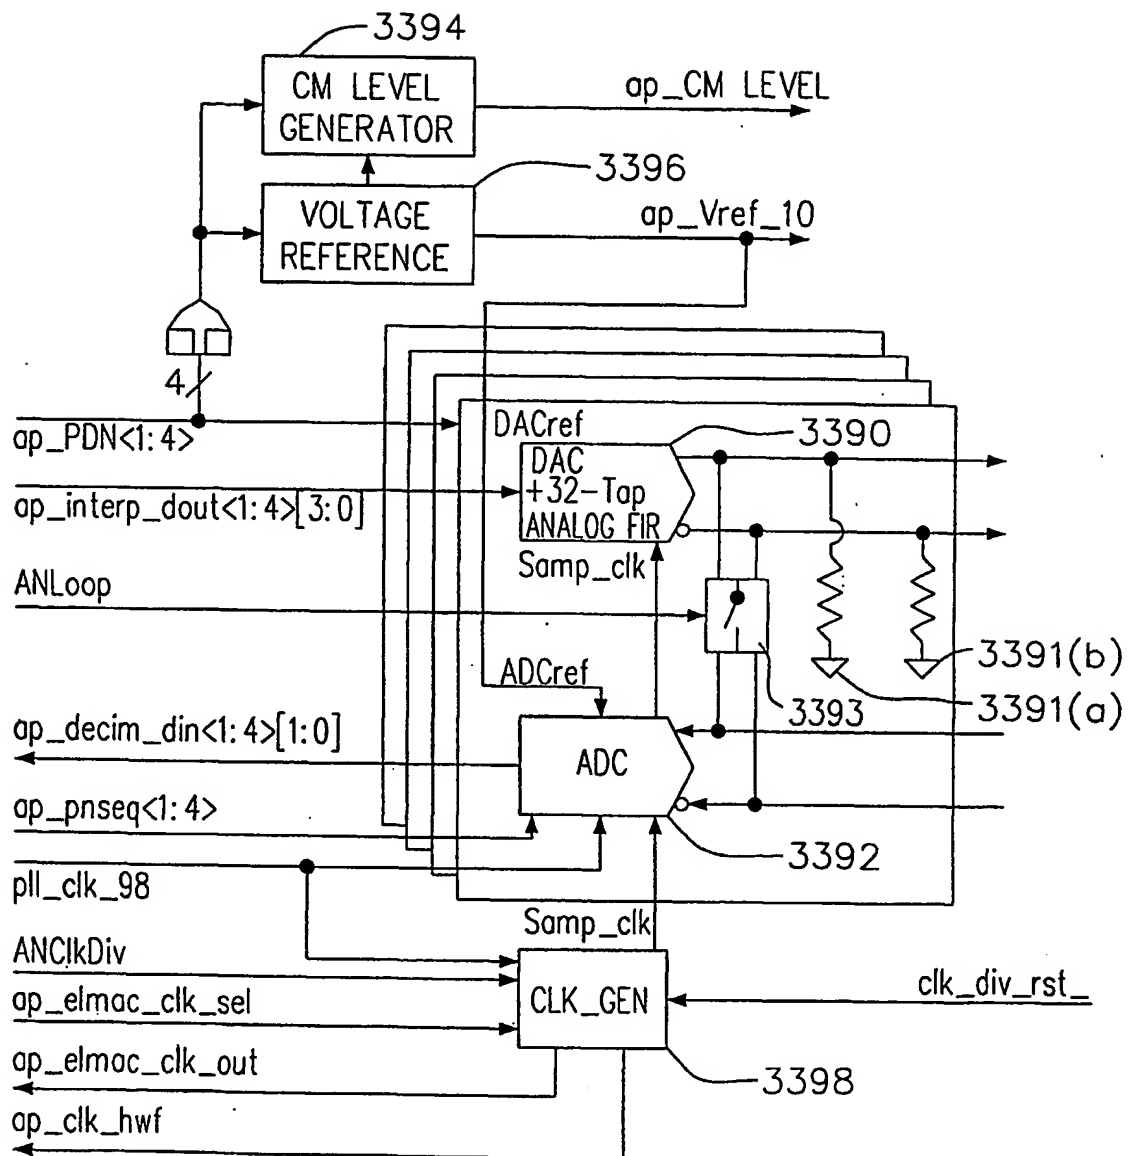 3394
CM LEVEL
GENERATOR
ap_CM LEVEL
3396
VOLTAGE
REFERENCE
ap_Vref_10
4
ap_PDN<1:4>
DACref
3390
DAC
+32-Tap
ANALOG FIR
ap_interp_dout<1:4>[3:0]
Samp_clk
ANLoop
3391(b)
ADCref
3393
3391(a)
ap_decim_din<1:4>[1:0]
ADC
ap_pnseq<1:4>
3392
pll_clk_98
Samp_clk
ANClkDiv
clk_div_rst_
ap_elmac_clk_sel
CLK_GEN
ap_elmac_clk_out
3398
ap_clk_hwf